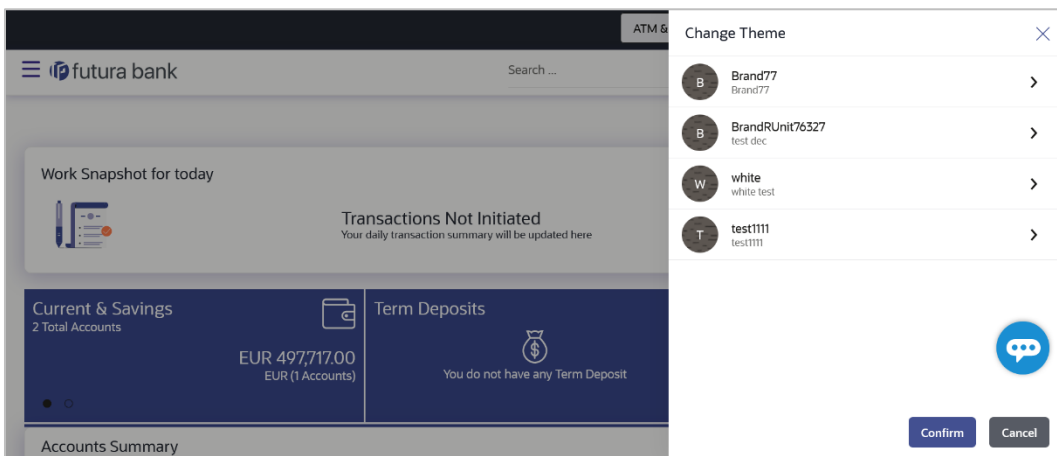 ATM &
futura bank
Search ...
Work Snapshot for today
Transactions Not Initiated
Your daily transaction summary will be updated here
Current & Savings
2 Total Accounts
EUR 497,717.00
EUR (1 Accounts)
Term Deposits
You do not have any Term Deposit
Accounts Summary
Change Theme
B
Brand77
Brand77
B
BrandRUnit76327
test dec
W
white
white test
T
test1111
test1111
Confirm
Cancel